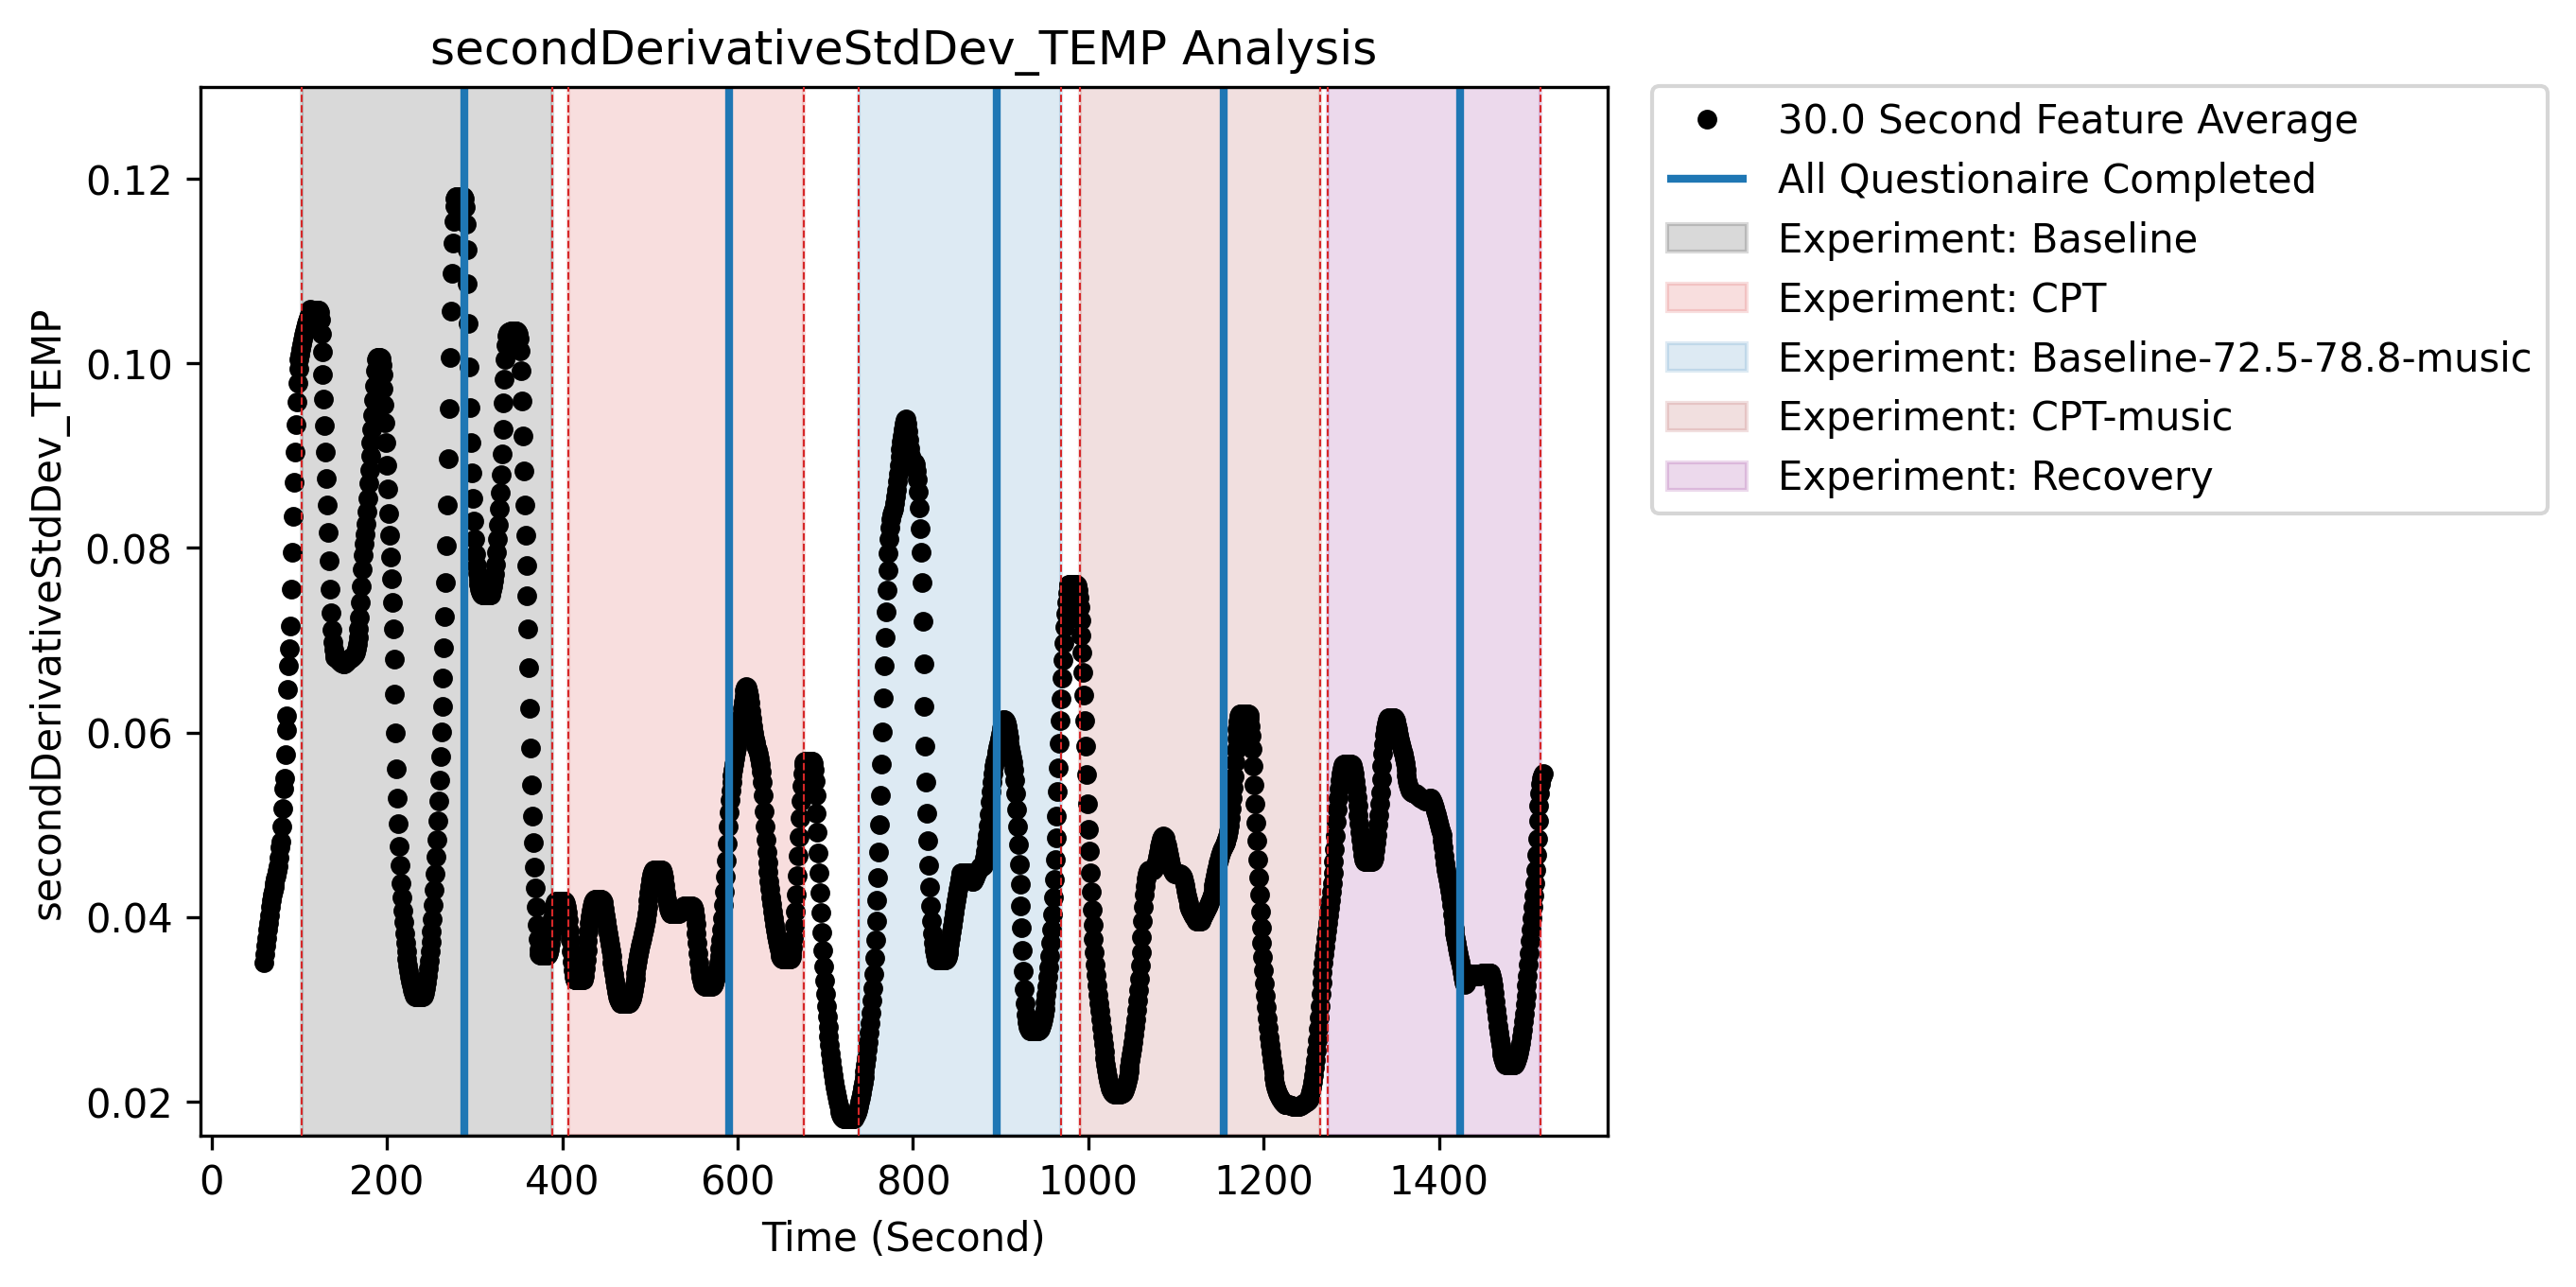 secondDerivativeStdDev_TEMP Analysis
secondDerivativeStdDev_TEMP
0.12
0.10
0.08
0.06
0.04
0.02
0 200 400 600 800 1000 1200 1400
Time (Second)
30.0 Second Feature Average
All Questionaire Completed
Experiment: Baseline
Experiment: CPT
Experiment: Baseline-72.5-78.8-music
Experiment: CPT-music
Experiment: Recovery